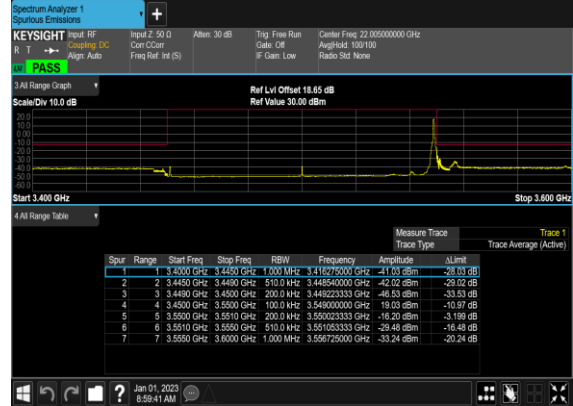 Spectrum Analyzer 1
Spurious Emissions
KEYSIGHT Input: RF Input Z: 50 Ω Atten: 30 dB Trig: Free Run Center Freq: 22.005000000 GHz
R T Coupling: DC Corr CCorr Gate: Off Avg|Hold: 100/100
Align: Auto Freq Ref: Int (S) IF Gain: Low Radio Std: None
PASS
3 All Range Graph
Ref Lvl Offset 18.65 dB
Scale/Div 10.0 dB Ref Value 30.00 dBm
20.0
10.0
0.00
-10.0
-20.0
-30.0
-40.0
-50.0
-60.0
Start 3.400 GHz Stop 3.600 GHz
4 All Range Table
Measure Trace Trace 1
Trace Type Trace Average (Active)
Spur Range Start Freq Stop Freq RBW Frequency Amplitude ΔLimit
1 1 3.4000 GHz 3.4450 GHz 1.000 MHz 3.416275000 GHz -41.03 dBm -28.03 dB
2 2 3.4450 GHz 3.4490 GHz 510.0 kHz 3.448540000 GHz -42.02 dBm -29.02 dB
3 3 3.4490 GHz 3.4500 GHz 200.0 kHz 3.449223333 GHz -46.53 dBm -33.53 dB
4 4 3.4500 GHz 3.5500 GHz 100.0 kHz 3.549000000 GHz 19.03 dBm -10.97 dB
5 5 3.5500 GHz 3.5510 GHz 200.0 kHz 3.550023333 GHz -16.20 dBm -3.199 dB
6 6 3.5510 GHz 3.5550 GHz 510.0 kHz 3.551053333 GHz -29.48 dBm -16.48 dB
7 7 3.5550 GHz 3.6000 GHz 1.000 MHz 3.556725000 GHz -33.24 dBm -20.24 dB
? Jan 01, 2023
8:59:41 AM